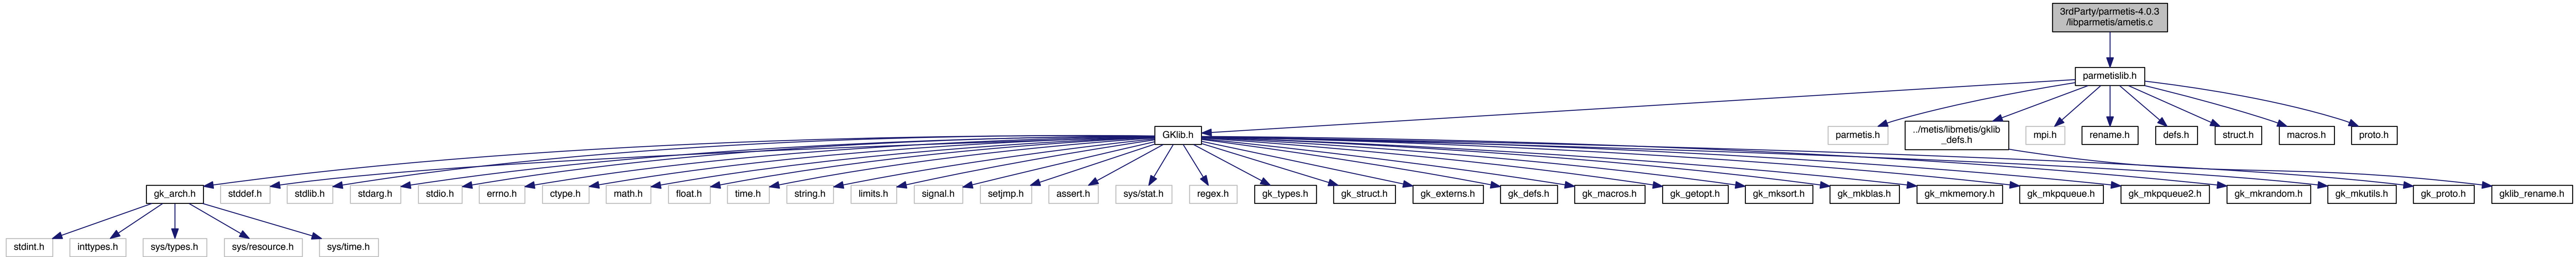 3rdParty/parmetis-4.0.3
/libparmetis/ametis.c
parmetislib.h
GKlib.h
parmetis.h
../metis/libmetis/gklib
_defs.h
mpi.h
rename.h
defs.h
struct.h
macros.h
proto.h
gk_arch.h
stddef.h
stdlib.h
stdarg.h
stdio.h
errno.h
ctype.h
math.h
float.h
time.h
string.h
limits.h
signal.h
setjmp.h
assert.h
sys/stat.h
regex.h
gk_types.h
gk_struct.h
gk_externs.h
gk_defs.h
gk_macros.h
gk_getopt.h
gk_mksort.h
gk_mkblas.h
gk_mkmemory.h
gk_mkpqueue.h
gk_mkpqueue2.h
gk_mkrandom.h
gk_mkutils.h
gk_proto.h
gklib_rename.h
stdint.h
inttypes.h
sys/types.h
sys/resource.h
sys/time.h